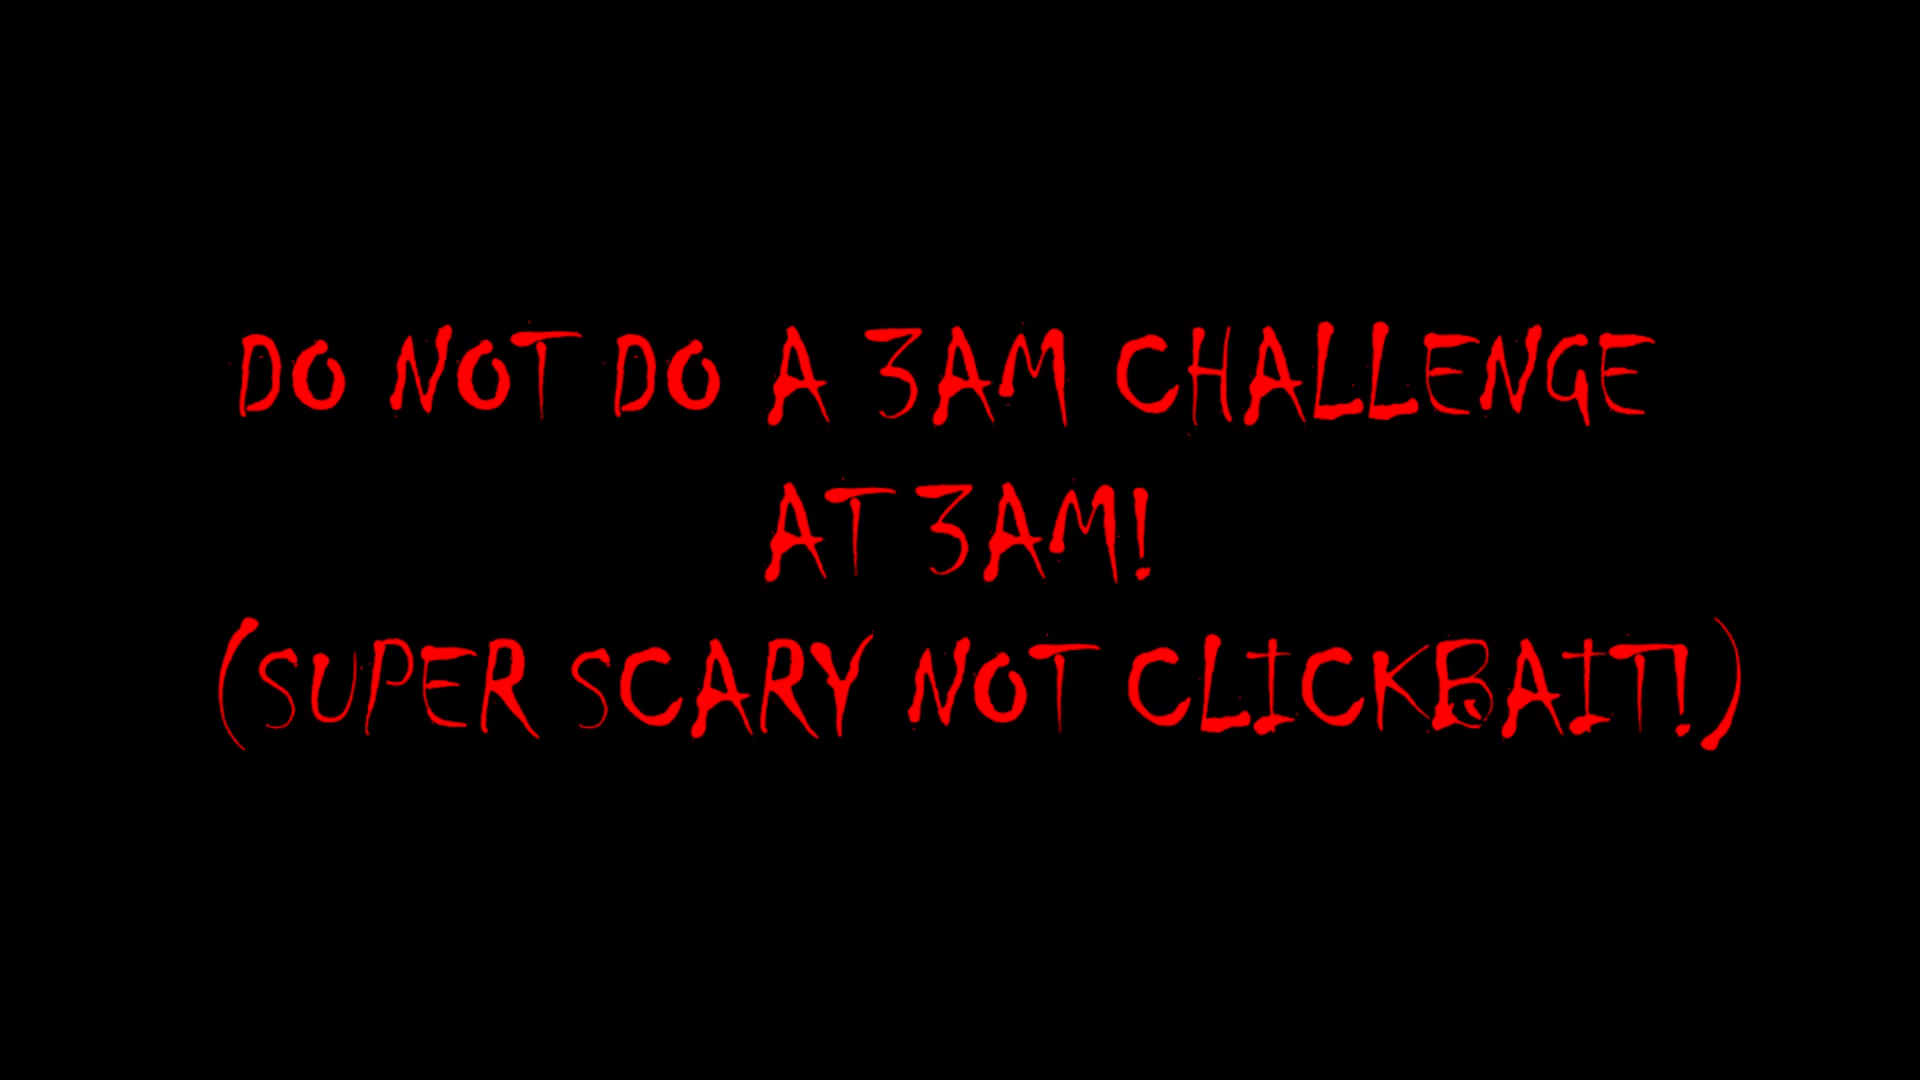 DO NOT DO A 3AM CHALLENGE
AT 3AM!
(SUPER SCARY NOT CLICKBAIT!)